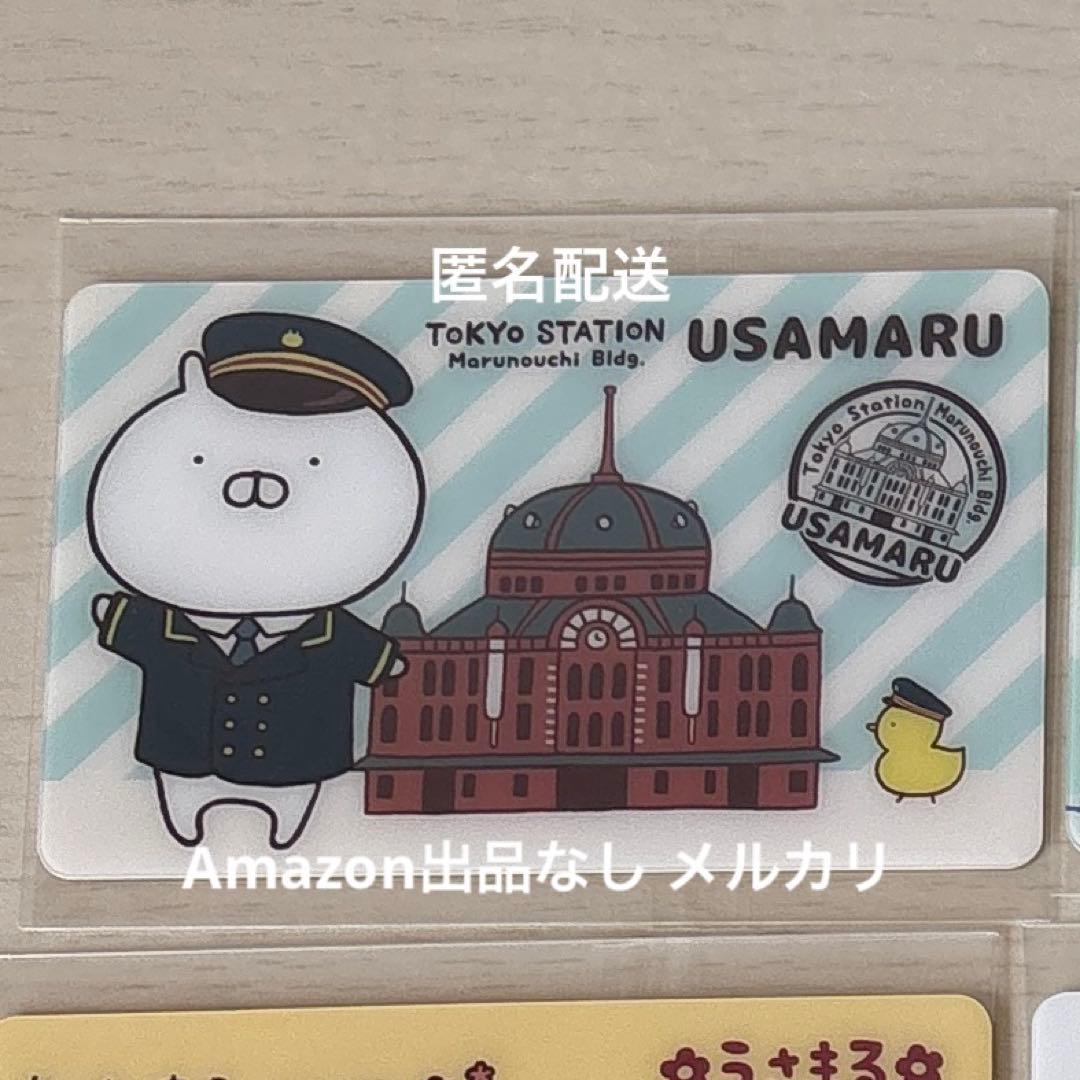 匿名配送
TOKYO STATION
Marunouchi Bldg.
USAMARU
Tokyo Station Marunouchi Bldg.
USAMARU
Amazon出品なし メルカリ
うさまる